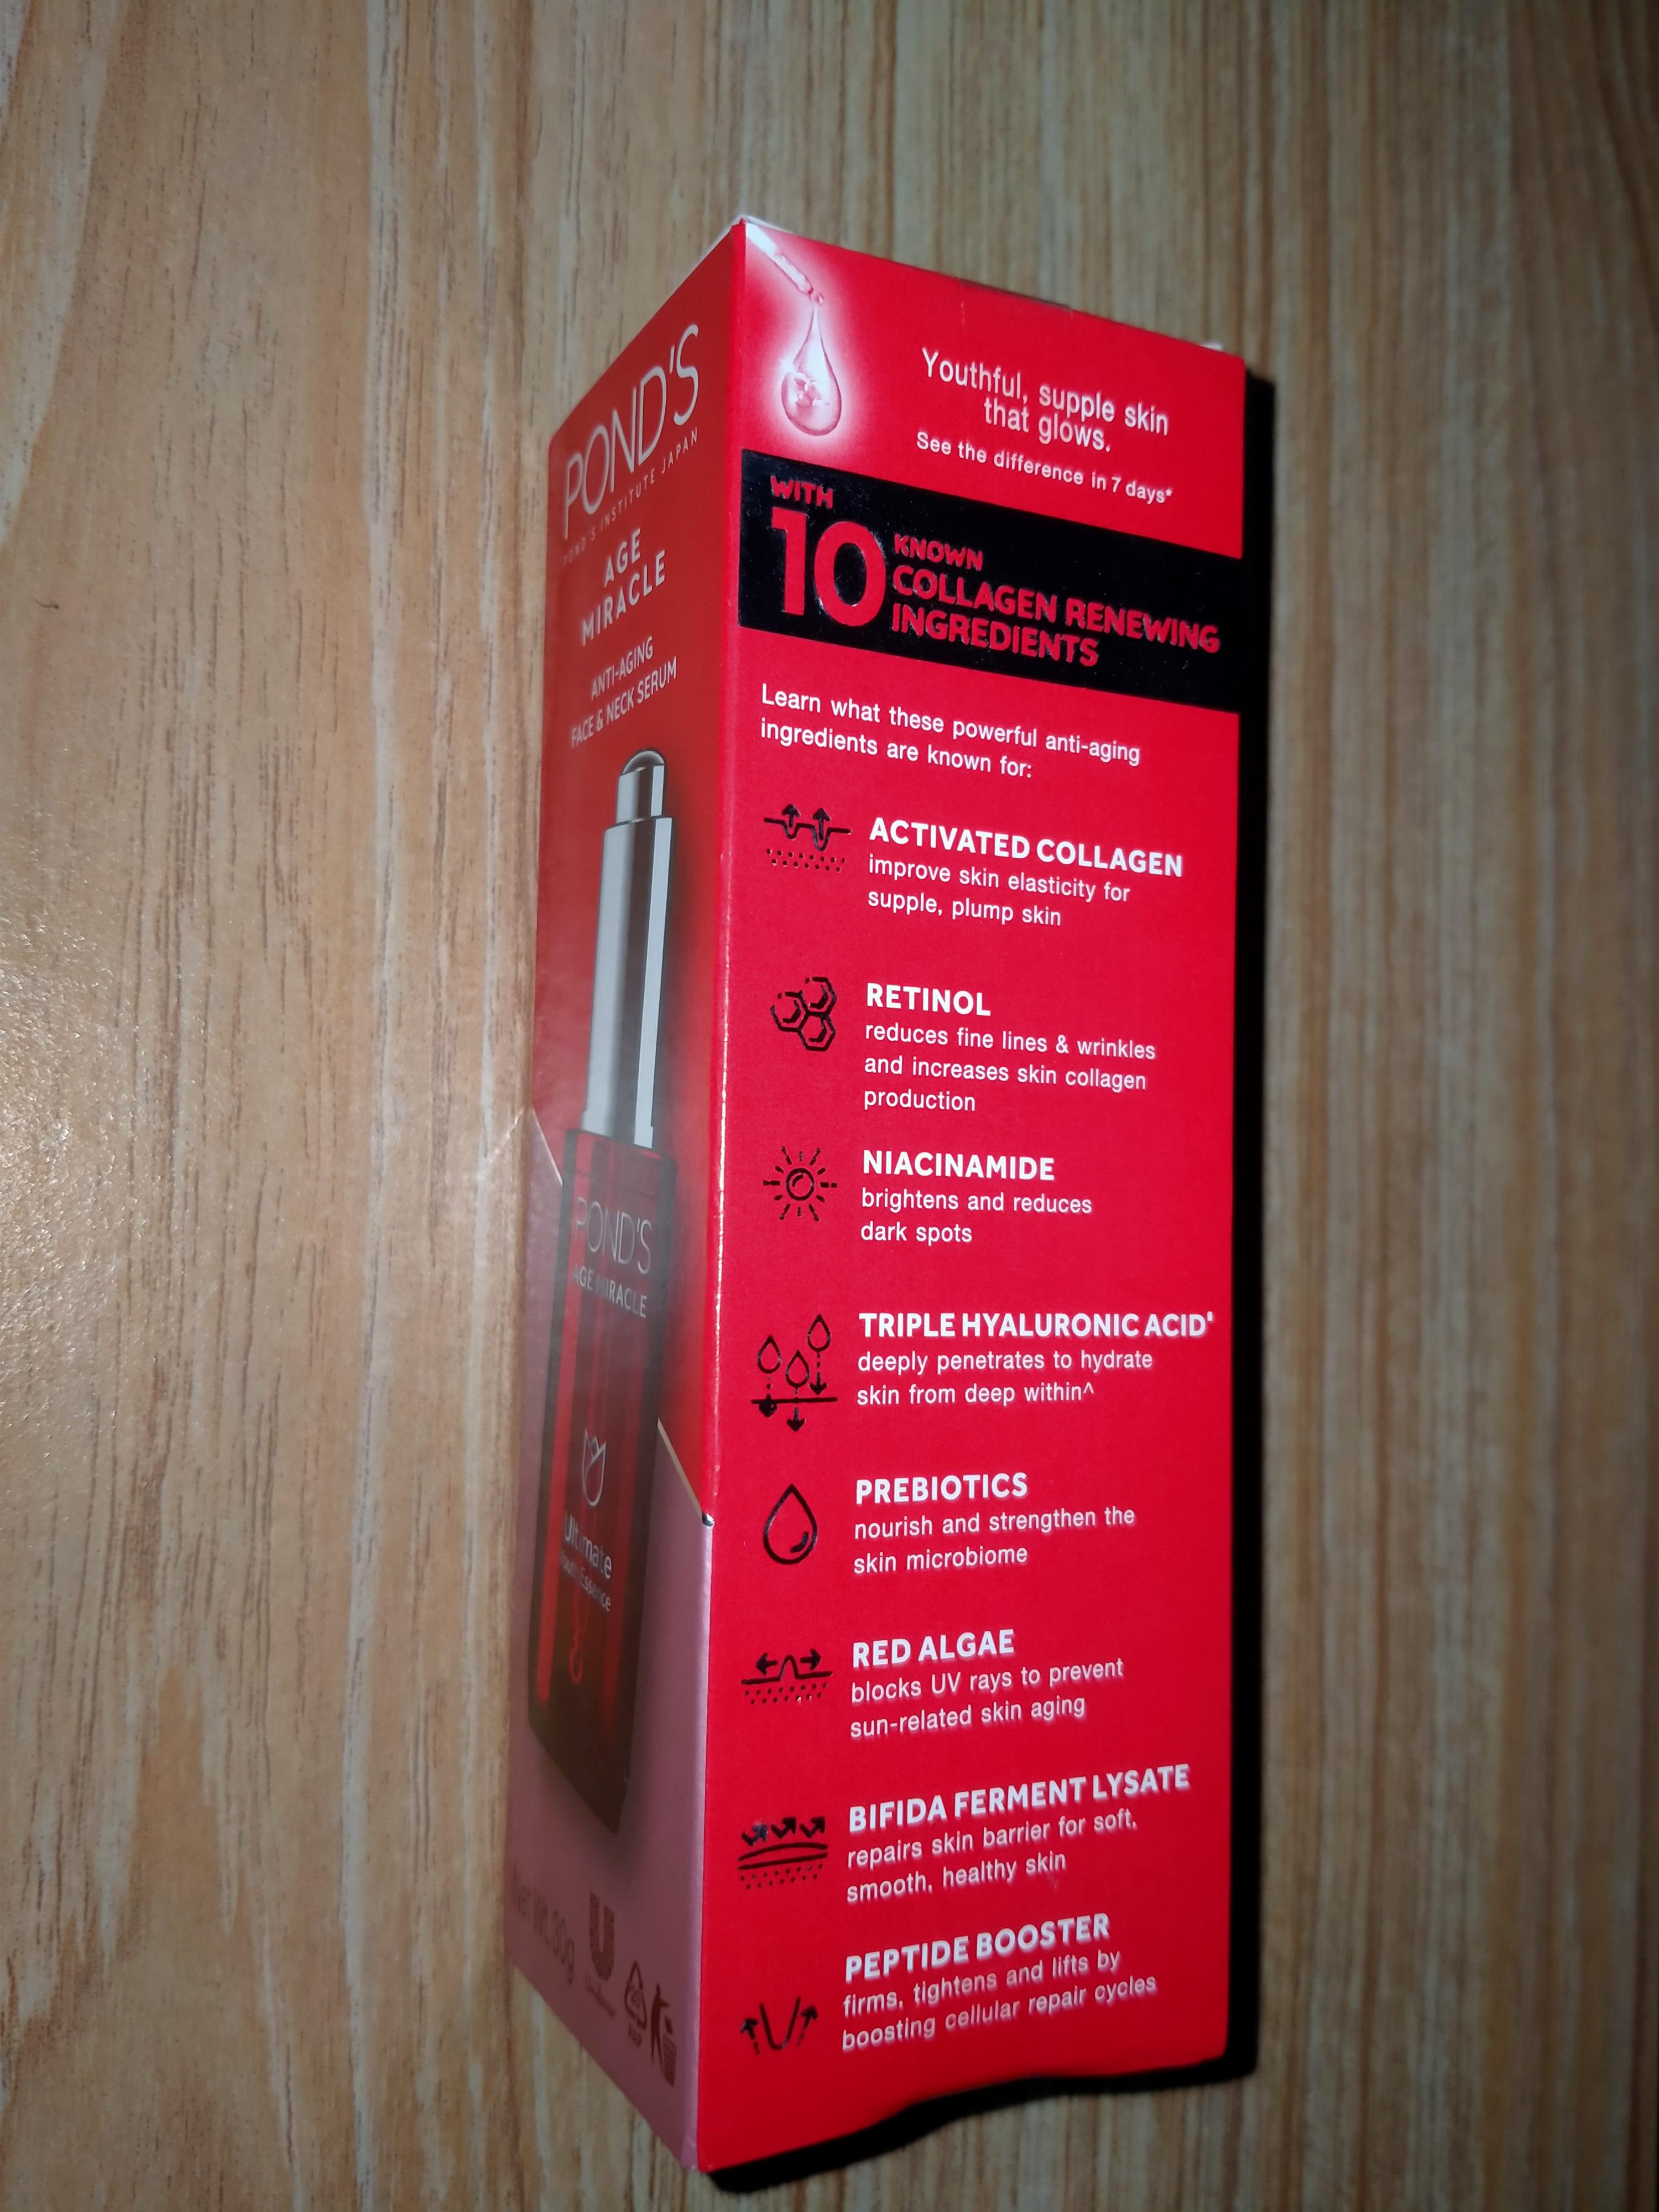 POND'S
POND'S INSTITUTE JAPAN
AGE
MIRACLE
ANTI-AGING
FACE & NECK SERUM
POND'S
AGE MIRACLE
Ultimate
Youth Essence
Net Wt. 30g
Unilever
PAP
Youthful, supple skin
that glows.
See the difference in 7 days*
WITH
10 KNOWN
COLLAGEN RENEWING
INGREDIENTS
Learn what these powerful anti-aging
ingredients are known for:
ACTIVATED COLLAGEN
improve skin elasticity for
supple, plump skin
RETINOL
reduces fine lines & wrinkles
and increases skin collagen
production
NIACINAMIDE
brightens and reduces
dark spots
TRIPLE HYALURONIC ACID'
deeply penetrates to hydrate
skin from deep within^
PREBIOTICS
nourish and strengthen the
skin microbiome
RED ALGAE
blocks UV rays to prevent
sun-related skin aging
BIFIDA FERMENT LYSATE
repairs skin barrier for soft,
smooth, healthy skin
PEPTIDE BOOSTER
firms, tightens and lifts by
boosting cellular repair cycles